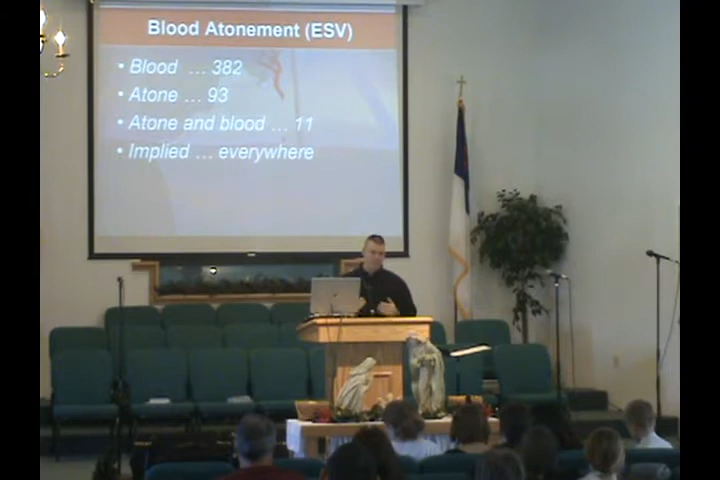 Blood Atonement (ESV)
• Blood ... 382
• Atone ... 93
• Atone and blood ... 11
• Implied ... everywhere